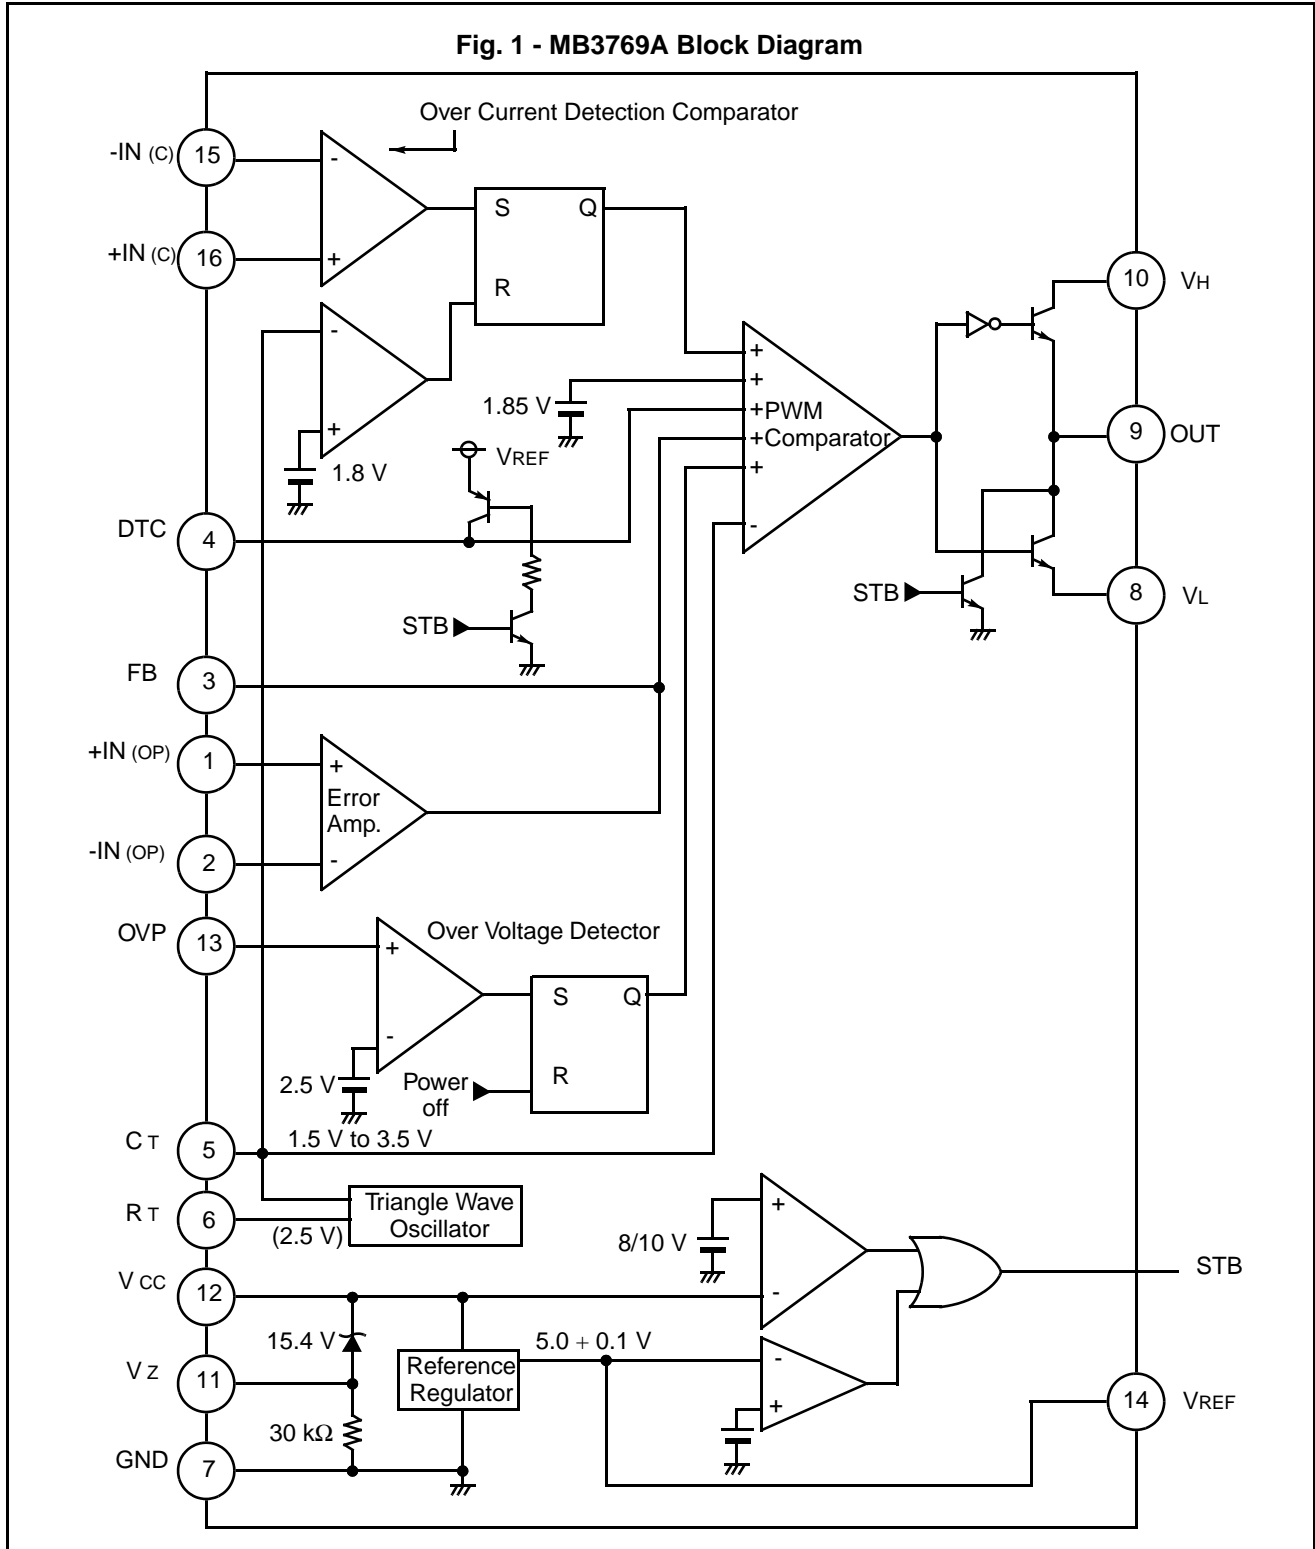 Fig. 1 - MB3769A Block Diagram
Over Current Detection Comparator
-IN (C) 15
-
S Q
+IN (C) 16
+
R
10 VH
-
+
1.8 V
+
+
1.85 V
+PWM
+Comparator
+
-
9 OUT
VREF
DTC 4
STB
STB
8 VL
FB 3
+IN (OP) 1
+
Error
Amp.
-IN (OP) 2
-
OVP 13
+
Over Voltage Detector
S Q
-
2.5 V
Power
off
R
CT 5
1.5 V to 3.5 V
RT 6
(2.5 V)
Triangle Wave
Oscillator
8/10 V
+
-
STB
VCC 12
15.4 V
5.0 + 0.1 V
Reference
Regulator
-
+
VZ 11
14 VREF
30 kΩ
GND 7